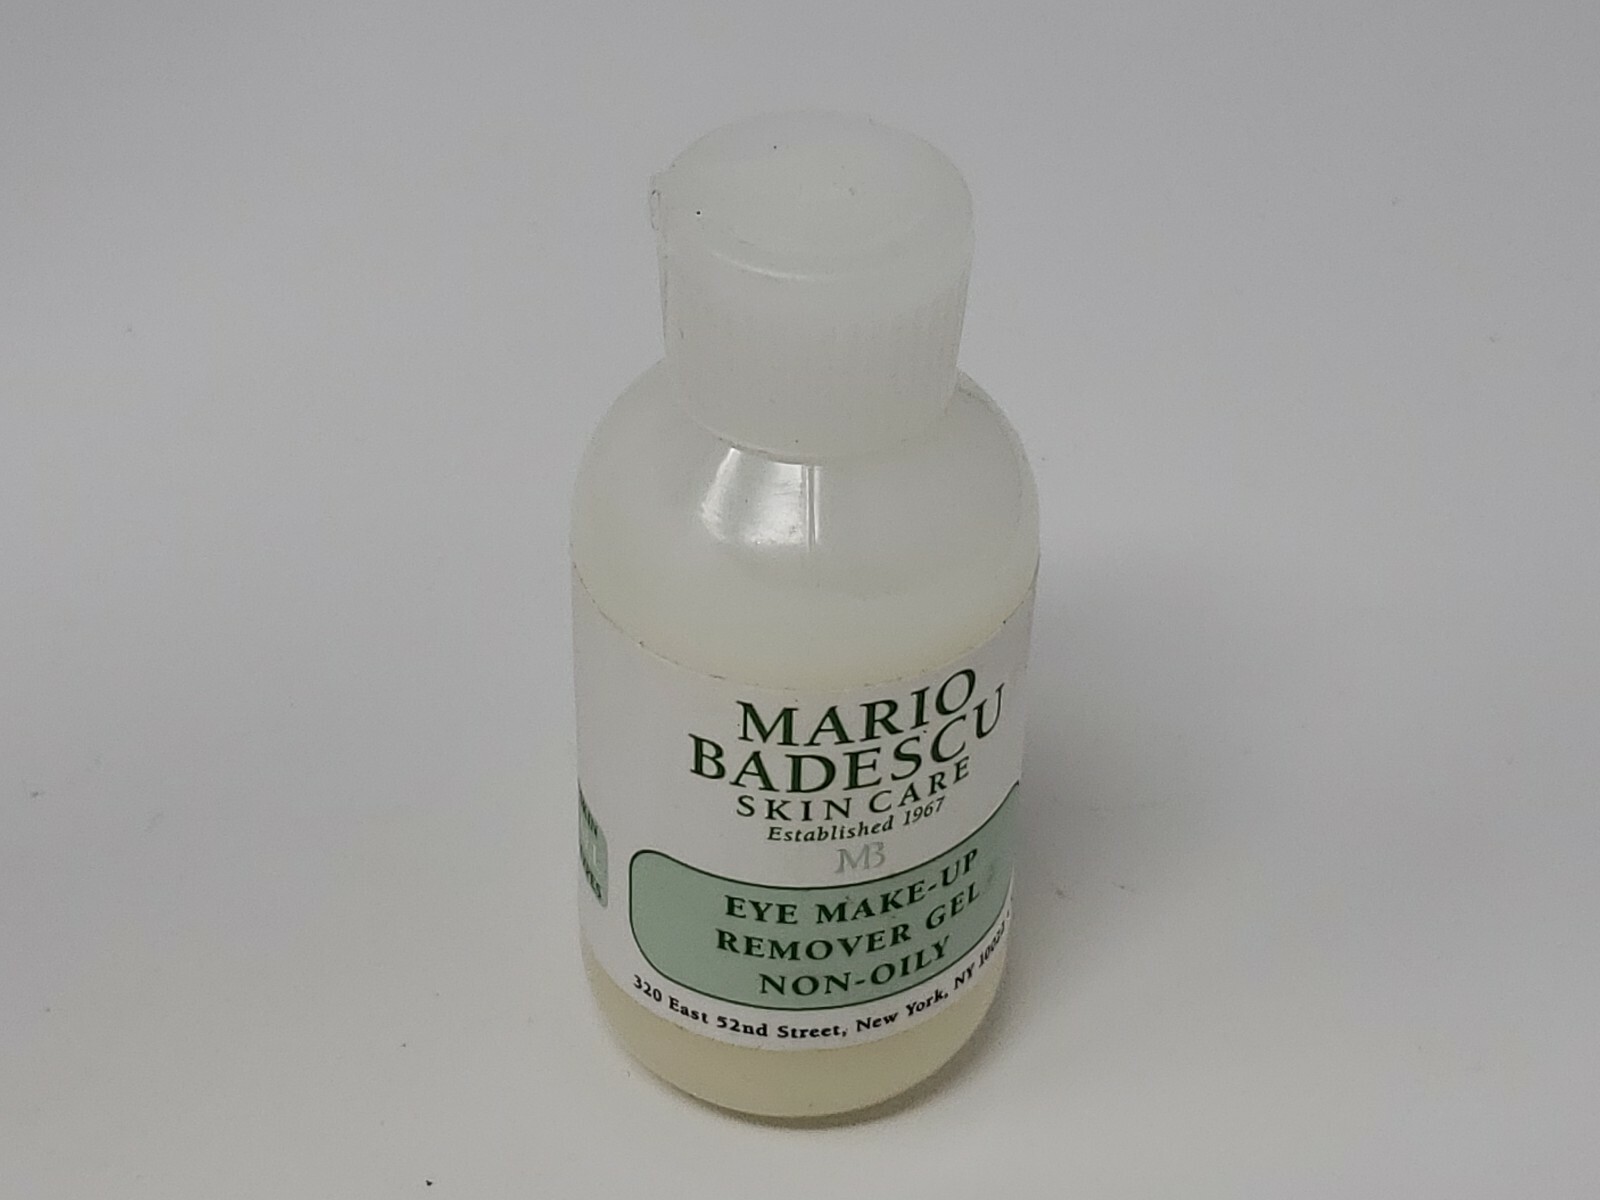 MARIO
BADESCU
SKIN CARE
Established 1967
MB
EYE MAKE-UP
REMOVER GEL
NON-OILY
320 East 52nd Street, New York, NY 10022